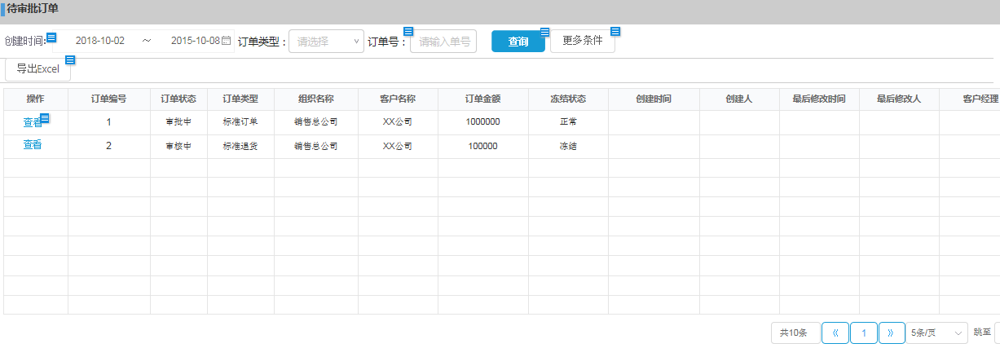 待审批订单
创建时间: 2018-10-02 ~ 2015-10-08 订单类型： 请选择 订单号： 请输入单号 查询 更多条件
导出Excel
操作 订单编号 订单状态 订单类型 组织名称 客户名称 订单金额 冻结状态 创建时间 创建人 最后修改时间 最后修改人 客户经理
查看 1 审批中 标准订单 销售总公司 XX公司 1000000 正常
查看 2 审核中 标准退货 销售总公司 XX公司 100000 冻结
共10条 《 1 》 5条/页 跳至